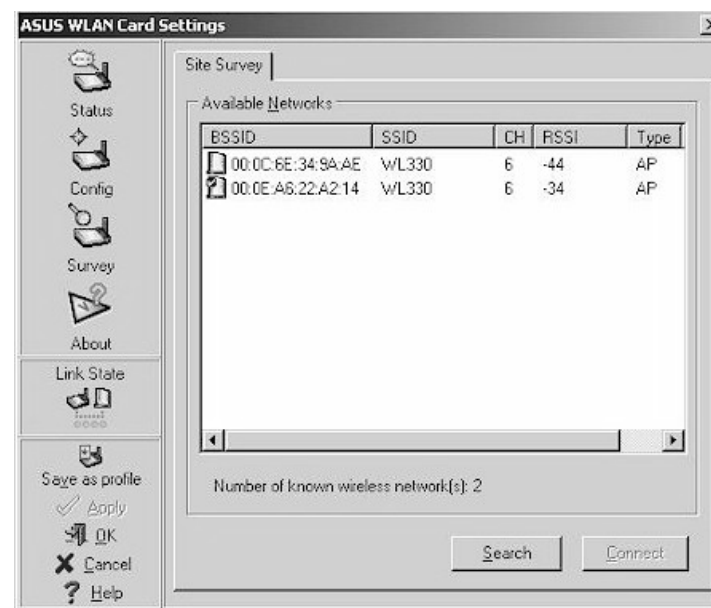 ASUS WLAN Card Settings
Status
Config
Survey
About
Link State
Save as profile
Apply
OK
Cancel
Help
Site Survey
Available Networks
BSSID SSID CH RSSI Type
00:0C:6E:34:9A:AE WL330 6 -44 AP
00:0E:A6:22:A2:14 WL330 6 -34 AP
Number of known wireless network(s): 2
Search Connect